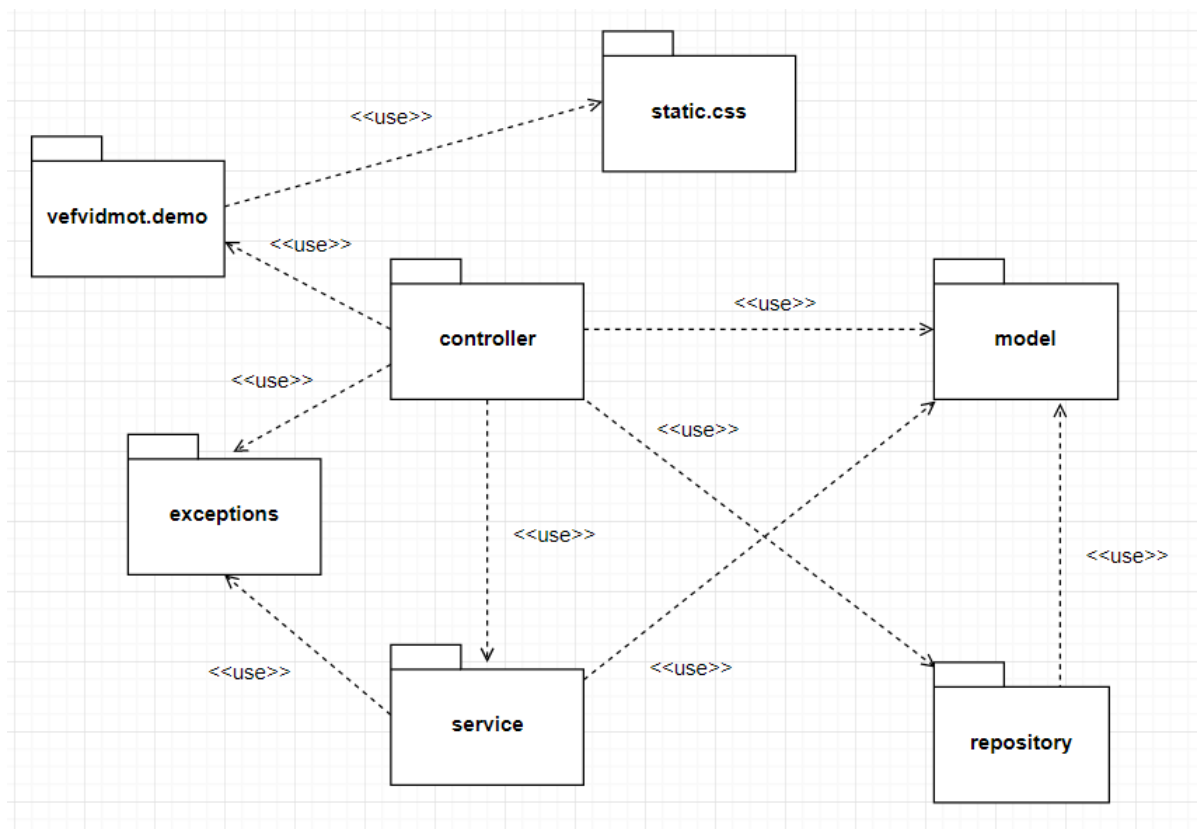 static.css
<<use>>
vefvidmot.demo
<<use>>
controller
<<use>>
model
<<use>>
<<use>>
exceptions
<<use>>
<<use>>
<<use>>
<<use>>
service
repository